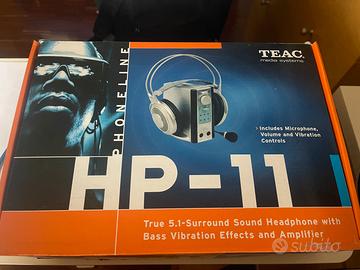 TEAC
media systems
PHONELINE
> Includes Microphone,
Volume and Vibration
Controls
HP-11
True 5.1-Surround Sound Headphone with
Bass Vibration Effects and Amplifier
subito